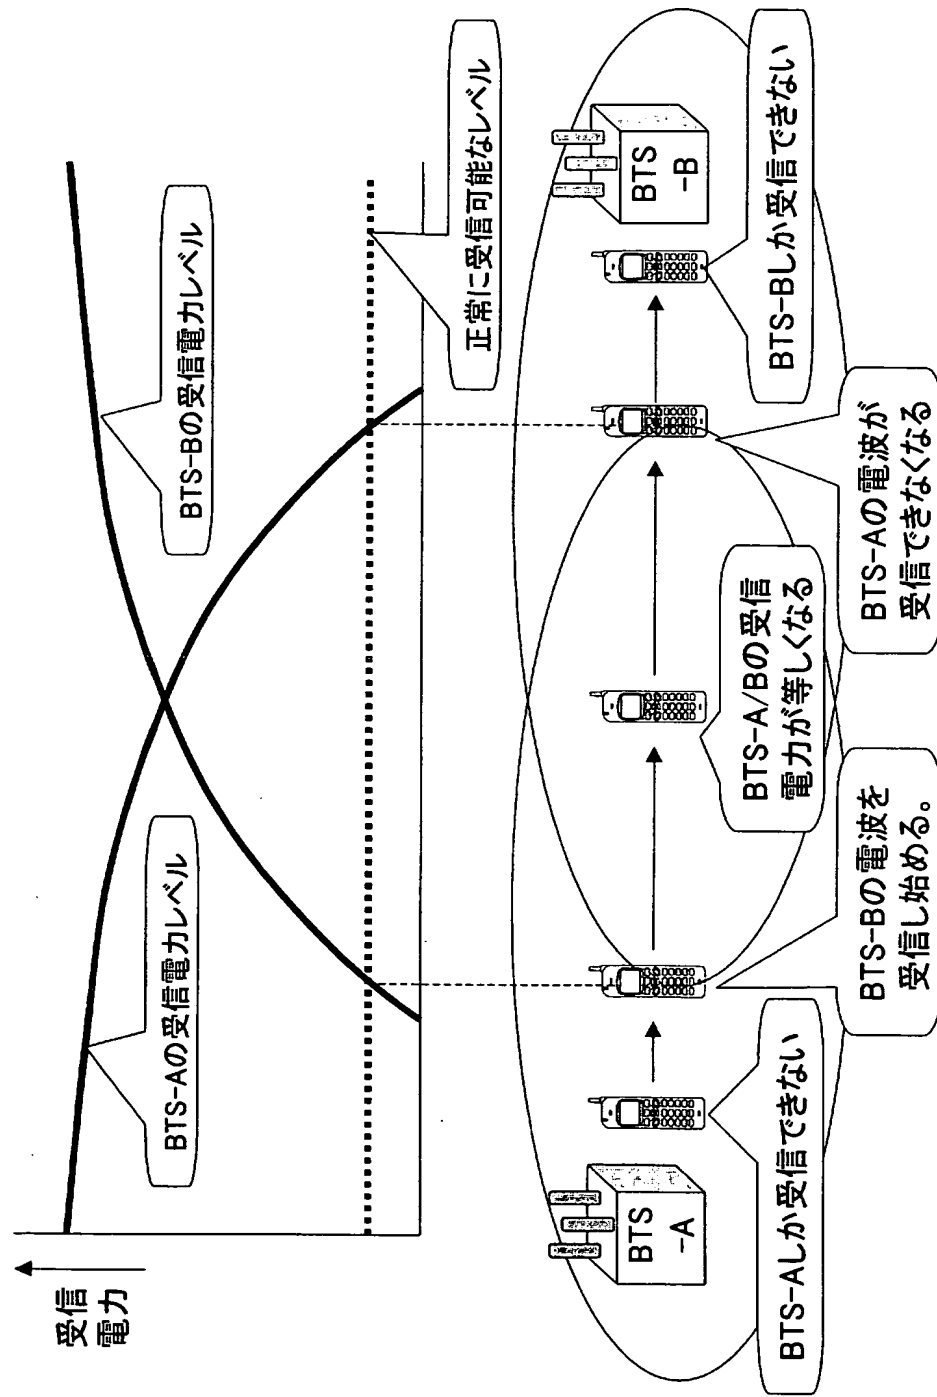 受信
電力
BTS-Aの受信電力レベル
BTS-Bの受信電力レベル
正常に受信可能なレベル
BTS
-A
BTS
-B
BTS-Aしか受信できない
BTS-Bの電波を
受信し始める。
BTS-A/Bの受信
電力が等しくなる
BTS-Aの電波が
受信できなくなる
BTS-Bしか受信できない